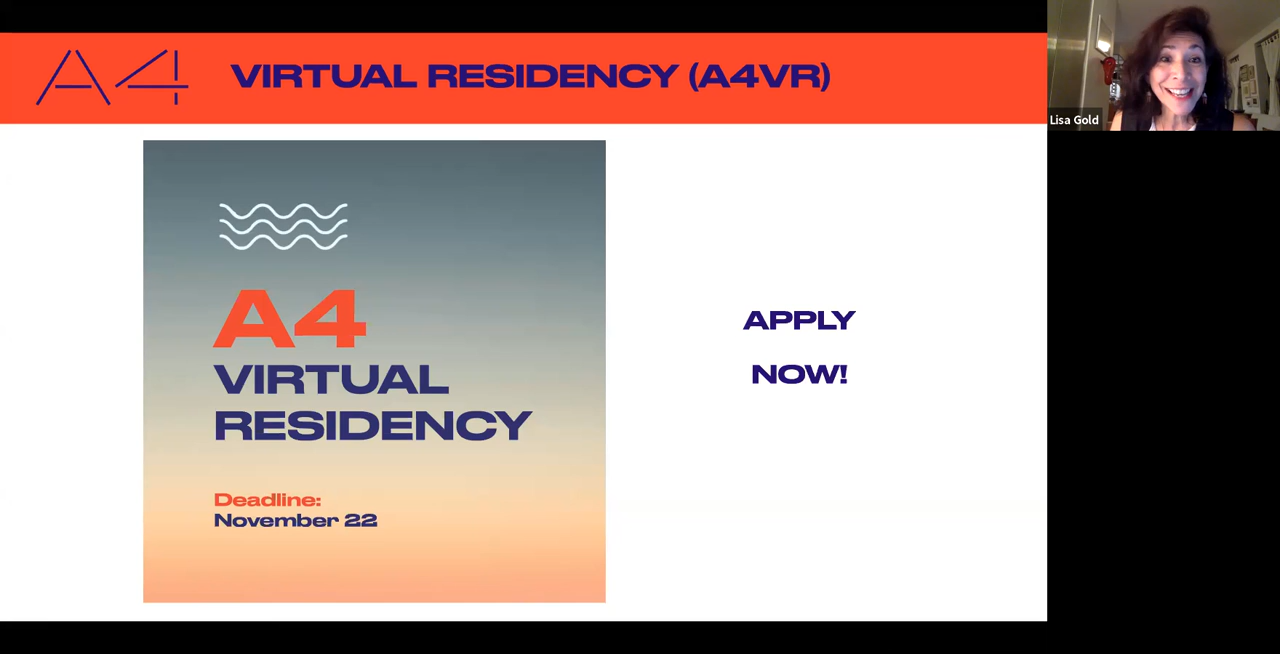 A4 VIRTUAL RESIDENCY (A4VR)
Lisa Gold
A4
VIRTUAL
RESIDENCY
Deadline:
November 22
APPLY
NOW!